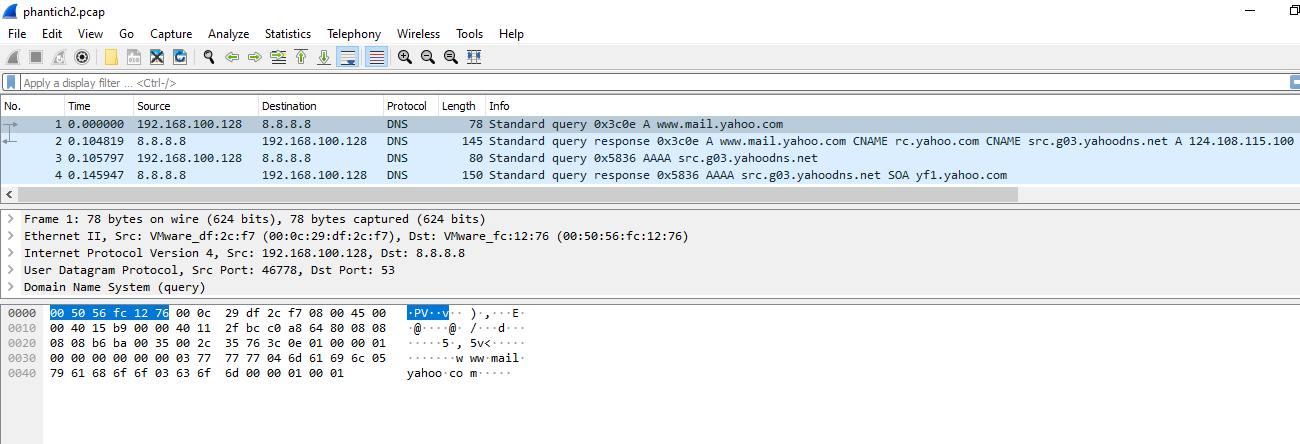 phantich2.pcap
File Edit View Go Capture Analyze Statistics Telephony Wireless Tools Help
Apply a display filter ... <Ctrl-/>
No. Time Source Destination Protocol Length Info
1 0.000000 192.168.100.128 8.8.8.8 DNS 78 Standard query 0x3c0e A www.mail.yahoo.com
2 0.104819 8.8.8.8 192.168.100.128 DNS 145 Standard query response 0x3c0e A www.mail.yahoo.com CNAME rc.yahoo.com CNAME src.g03.yahoodns.net A 124.108.115.100
3 0.105797 192.168.100.128 8.8.8.8 DNS 80 Standard query 0x5836 AAAA src.g03.yahoodns.net
4 0.145947 8.8.8.8 192.168.100.128 DNS 150 Standard query response 0x5836 AAAA src.g03.yahoodns.net SOA yf1.yahoo.com
Frame 1: 78 bytes on wire (624 bits), 78 bytes captured (624 bits)
Ethernet II, Src: VMware_df:2c:f7 (00:0c:29:df:2c:f7), Dst: VMware_fc:12:76 (00:50:56:fc:12:76)
Internet Protocol Version 4, Src: 192.168.100.128, Dst: 8.8.8.8
User Datagram Protocol, Src Port: 46778, Dst Port: 53
Domain Name System (query)
0000 00 50 56 fc 12 76 00 0c 29 df 2c f7 08 00 45 00 ·PV··v·· )·,···E·
0010 00 40 15 b9 00 00 40 11 2f bc c0 a8 64 80 08 08 ·@····@· /···d···
0020 08 08 b6 ba 00 35 00 2c 35 76 3c 0e 01 00 00 01 ·····5·, 5v<·····
0030 00 00 00 00 00 00 03 77 77 77 04 6d 61 69 6c 05 ·······w ww·mail·
0040 79 61 68 6f 6f 03 63 6f 6d 00 00 01 00 01 yahoo·co m·····